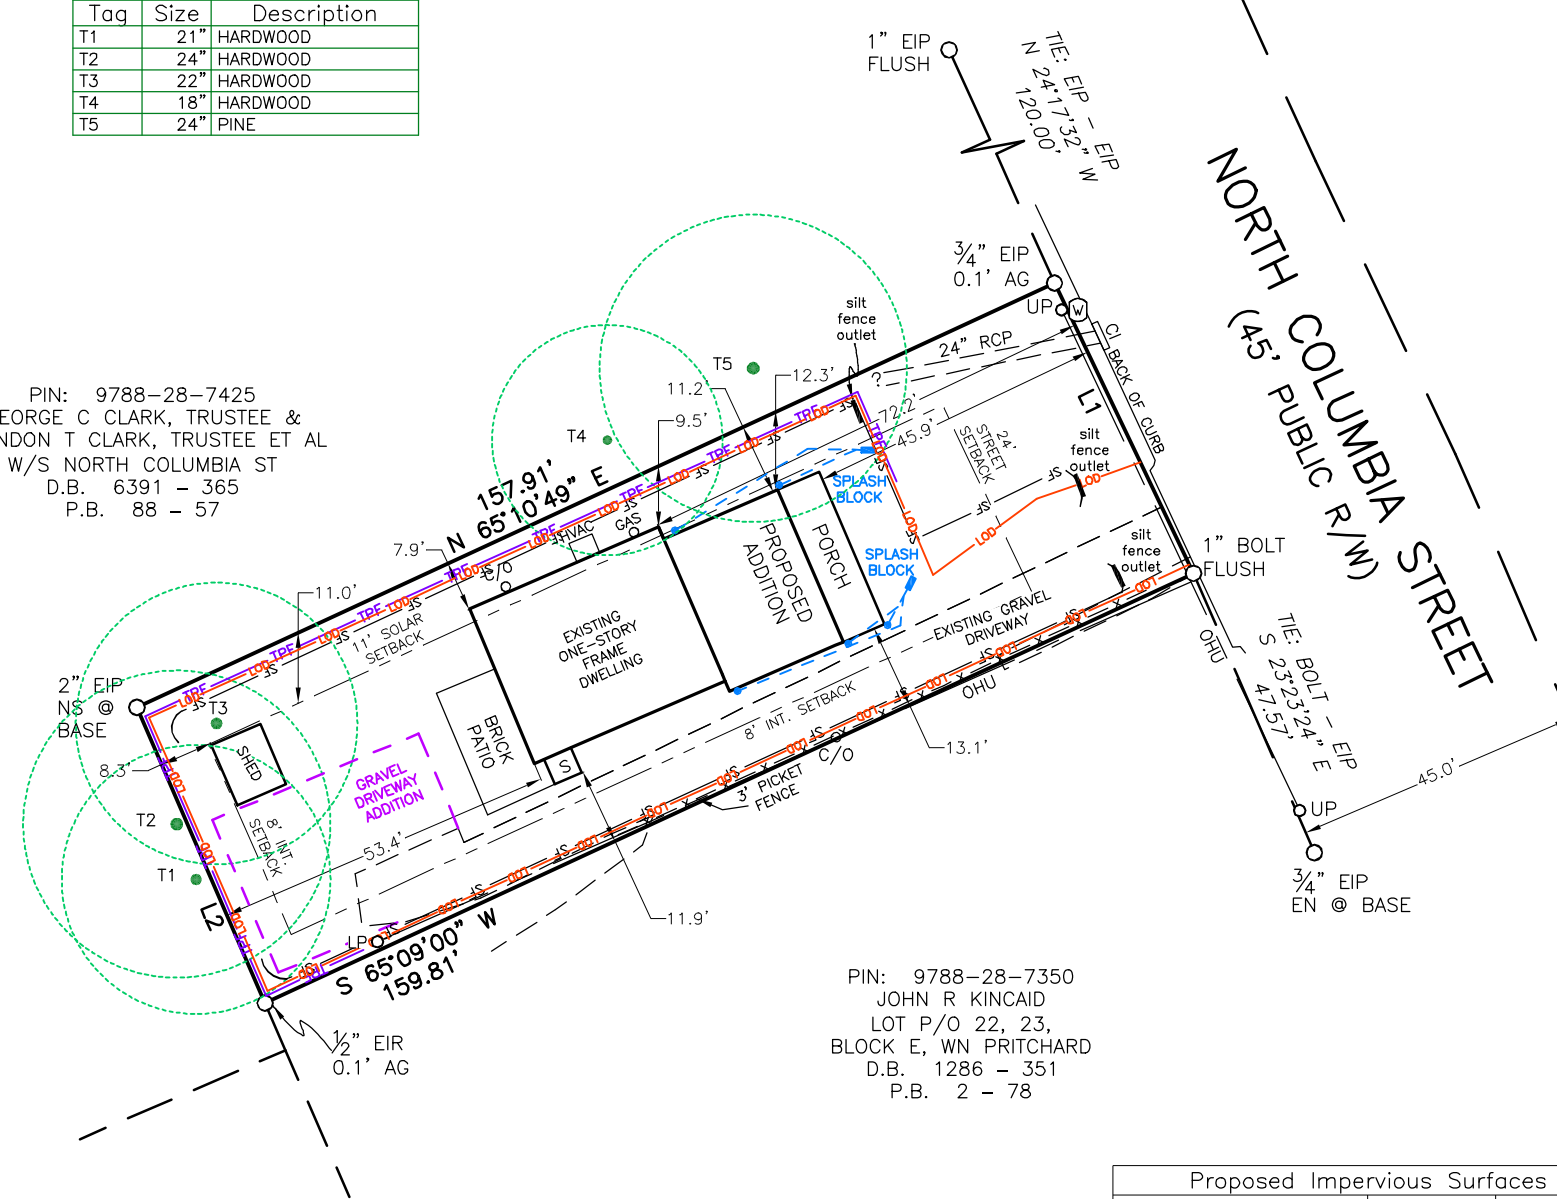 Tag Size Description
T1 21" HARDWOOD
T2 24" HARDWOOD
T3 22" HARDWOOD
T4 18" HARDWOOD
T5 24" PINE
1" EIP
FLUSH
TIE: EIP - EIP
N 24°17'32" W
120.00'
NORTH COLUMBIA STREET
(45' PUBLIC R/W)
3/4" EIP
0.1' AG
UP
W
CI
BACK OF CURB
L1
24" RCP
?
silt
fence
outlet
T5
12.3'
11.2
9.5'
72.2'
45.9'
24'
STREET
SETBACK
silt
fence
outlet
silt
fence
outlet
1" BOLT
FLUSH
PIN: 9788-28-7425
EORGE C CLARK, TRUSTEE &
NDON T CLARK, TRUSTEE ET AL
W/S NORTH COLUMBIA ST
D.B. 6391 - 365
P.B. 88 - 57
T4
157.91'
N 65°10'49" E
HVAC
GAS
C/O
7.9'
11.0'
11' SOLAR
SETBACK
SPLASH
BLOCK
SPLASH
BLOCK
PORCH
PROPOSED
ADDITION
EXISTING
ONE-STORY
FRAME
DWELLING
EXISTING GRAVEL
DRIVEWAY
OHU
OHU
TIE: BOLT - EIP
S 23°23'24" E
47.57'
45.0'
UP
3/4" EIP
EN @ BASE
2" EIP
NS @
BASE
T3
SHED
8.3'
BRICK
PATIO
S
GRAVEL
DRIVEWAY
ADDITION
8' INT. SETBACK
13.1'
C/O
3' PICKET
FENCE
T2
8' INT.
SETBACK
53.4'
T1
L2
11.9'
LP
S 65°09'00" W
159.81'
1/2" EIR
0.1' AG
TPF
LOD
SF
X
PIN: 9788-28-7350
JOHN R KINCAID
LOT P/O 22, 23,
BLOCK E, WN PRITCHARD
D.B. 1286 - 351
P.B. 2 - 78
Proposed Impervious Surfaces